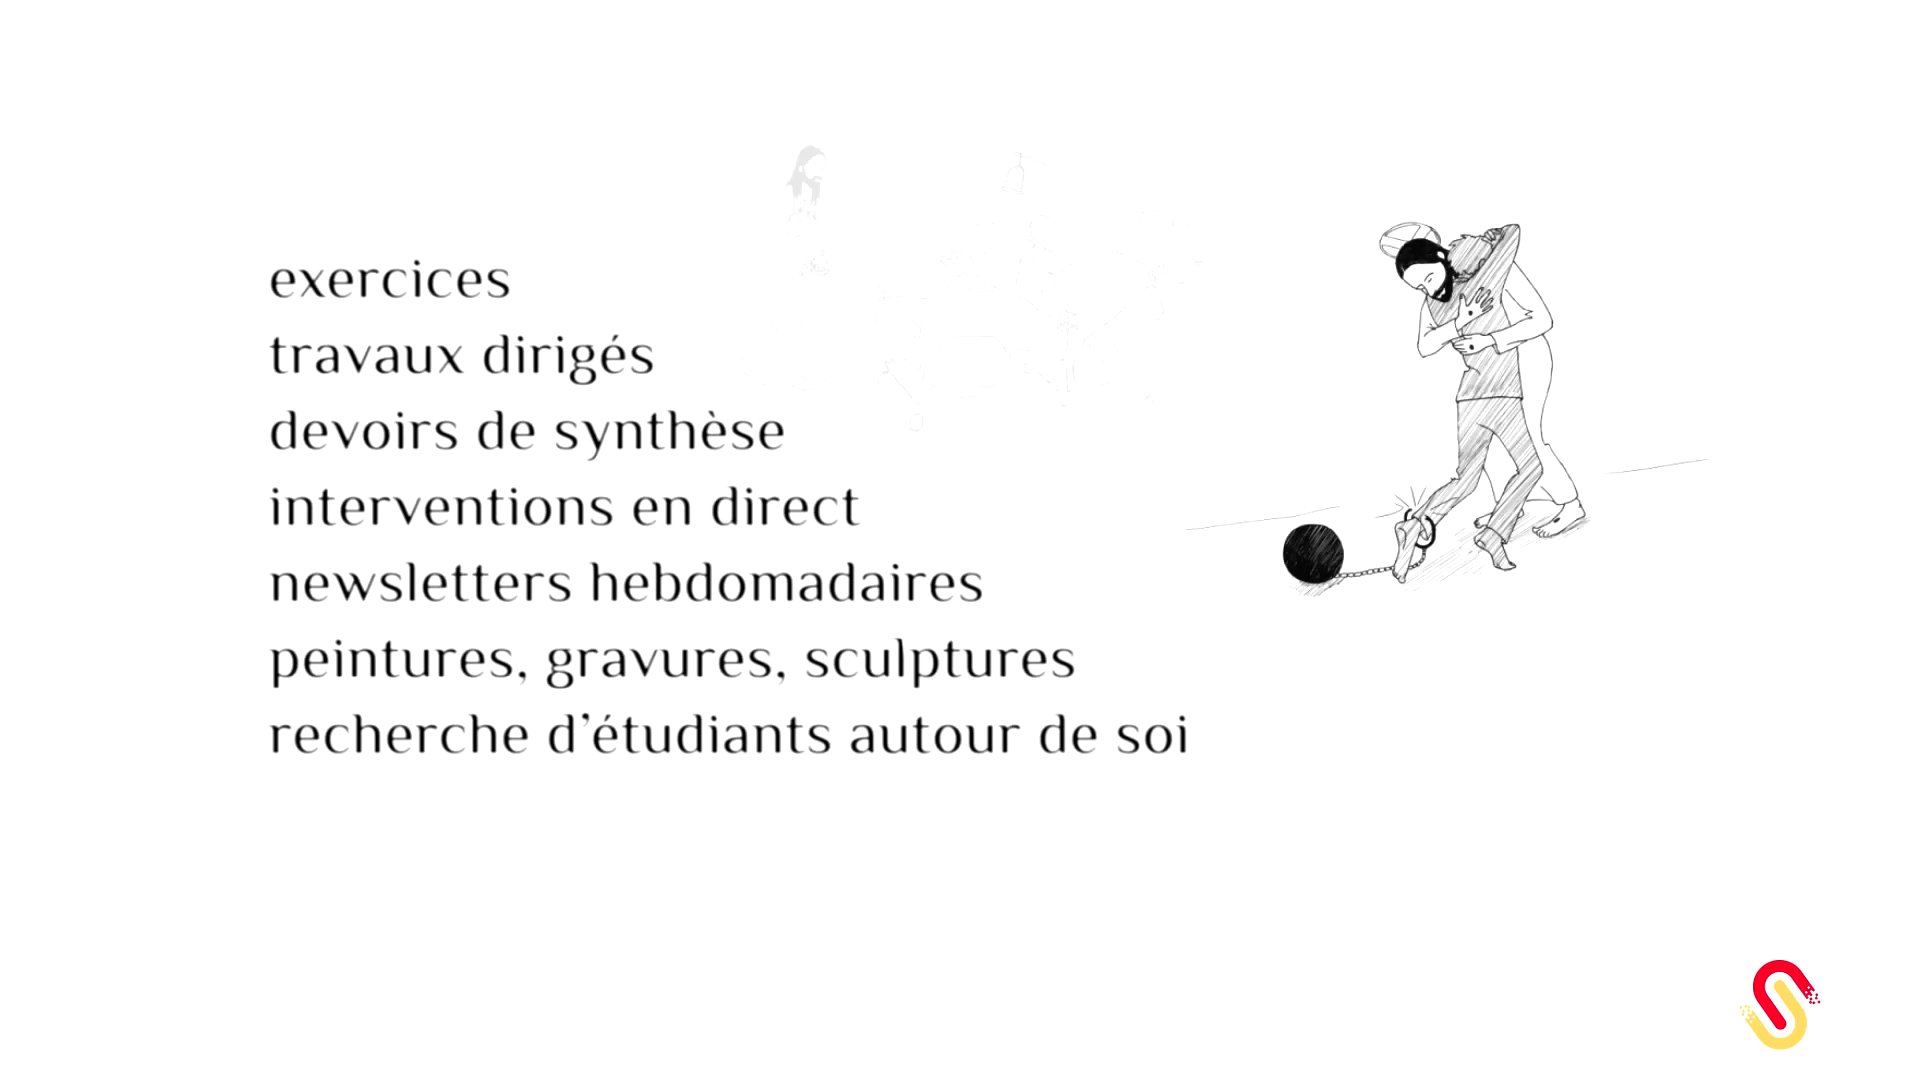 exercices
travaux dirigés
devoirs de synthèse
interventions en direct
newsletters hebdomadaires
peintures, gravures, sculptures
recherche d’étudiants autour de soi